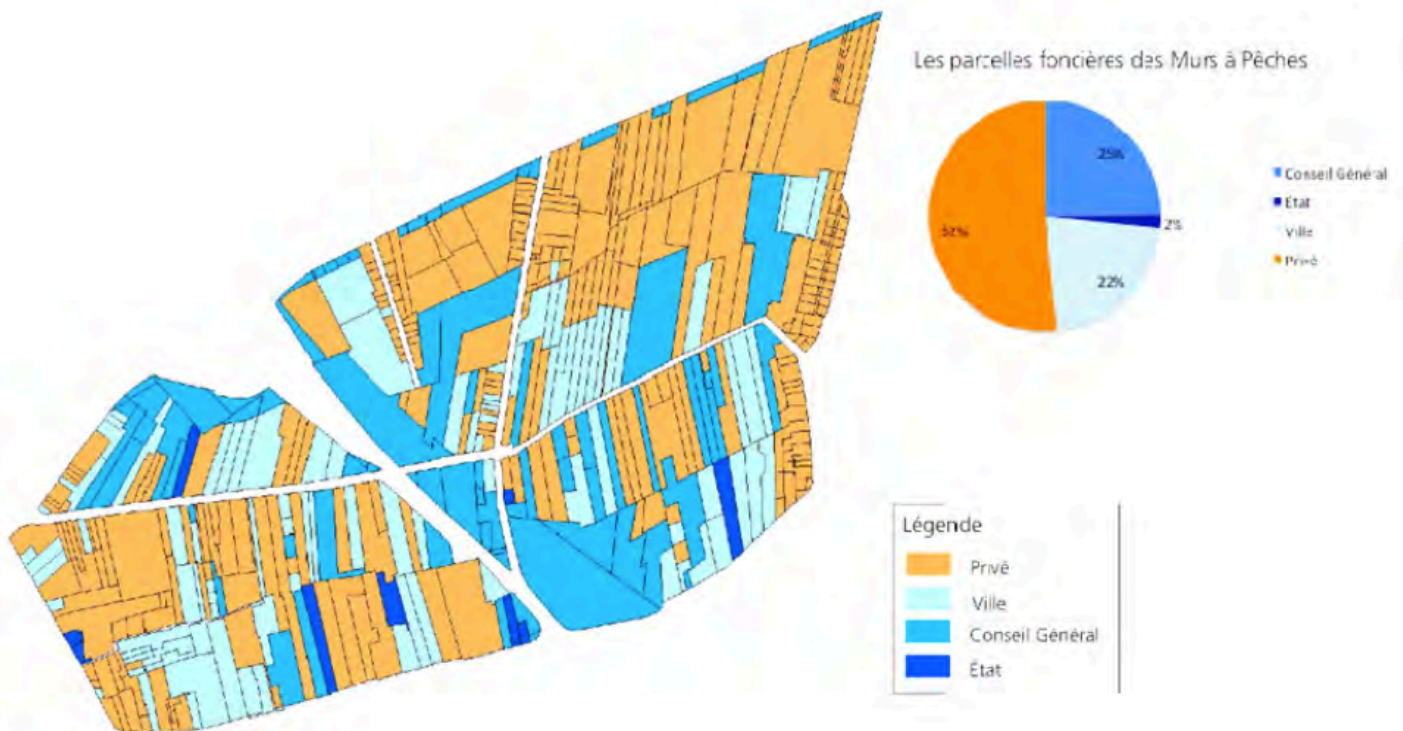 Les parcelles foncières des Murs à Pêches
25%
2%
22%
Conseil Général
État
Ville
Privé
Légende
Privé
Ville
Conseil Général
État